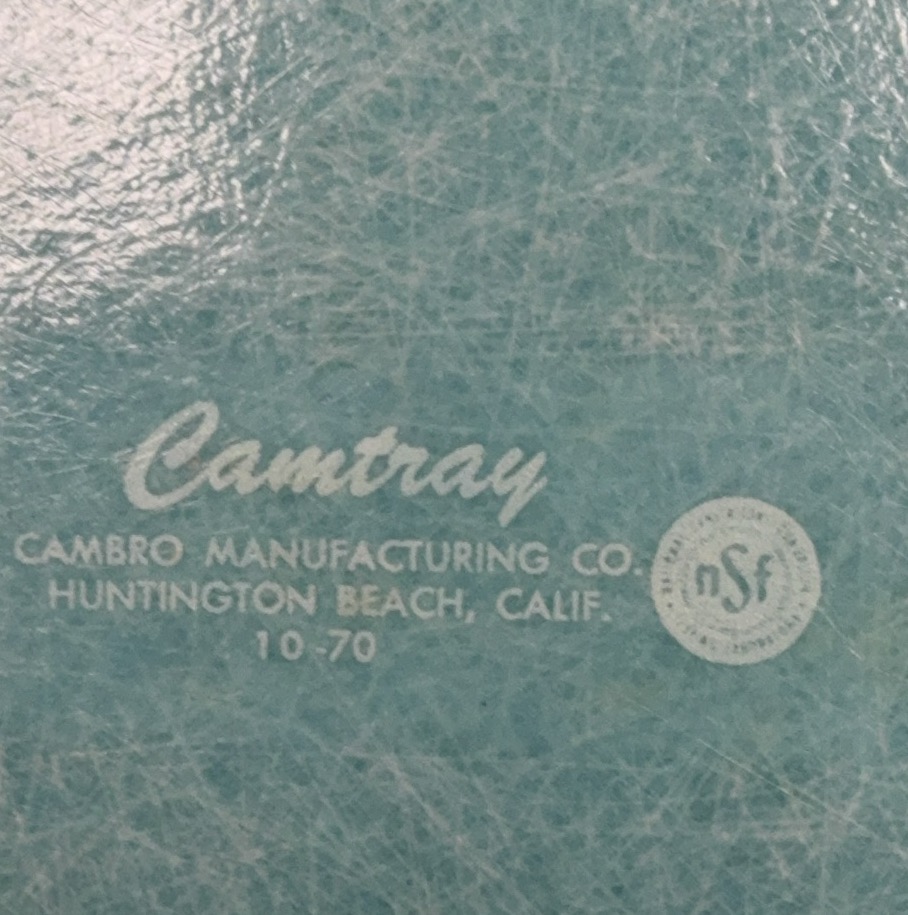 Camtray
CAMBRO MANUFACTURING CO.
HUNTINGTON BEACH, CALIF.
10-70
nSf